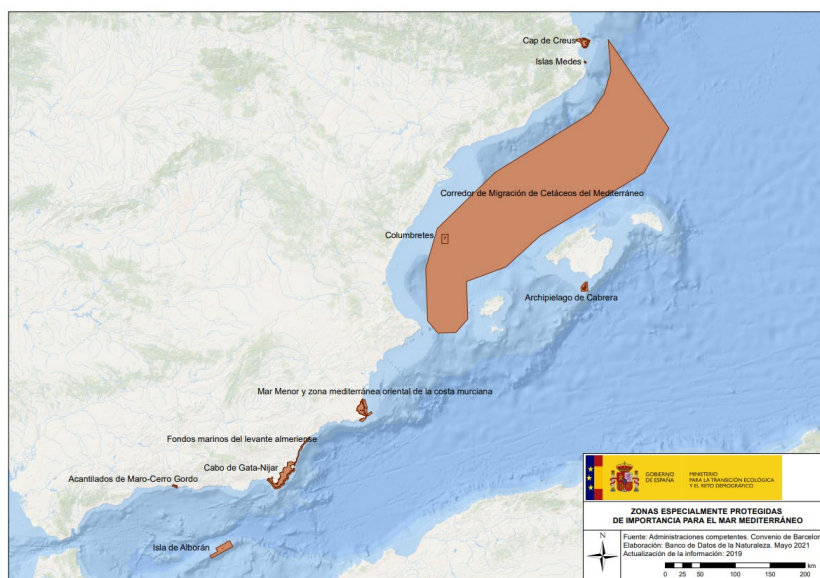 Cap de Creus
Islas Medes
Corredor de Migración de Cetáceos del Mediterráneo
Columbretes
Archipielago de Cabrera
Mar Menor y zona mediterránea oriental de la costa murciana
Fondos marinos del levante almeriense
Cabo de Gata-Nijar
Acantilados de Maro-Cerro Gordo
Isla de Alborán
GOBIERNO
DE ESPAÑA
MINISTERIO
PARA LA TRANSICIÓN ECOLÓGICA
Y EL RETO DEMOGRÁFICO
ZONAS ESPECIALMENTE PROTEGIDAS
DE IMPORTANCIA PARA EL MAR MEDITERRÁNEO
N
Fuente: Administraciones competentes. Convenio de Barcelon
Elaboración: Banco de Datos de la Naturaleza. Mayo 2021
Actualización de la información: 2019
km
0 25 50 100 150 200